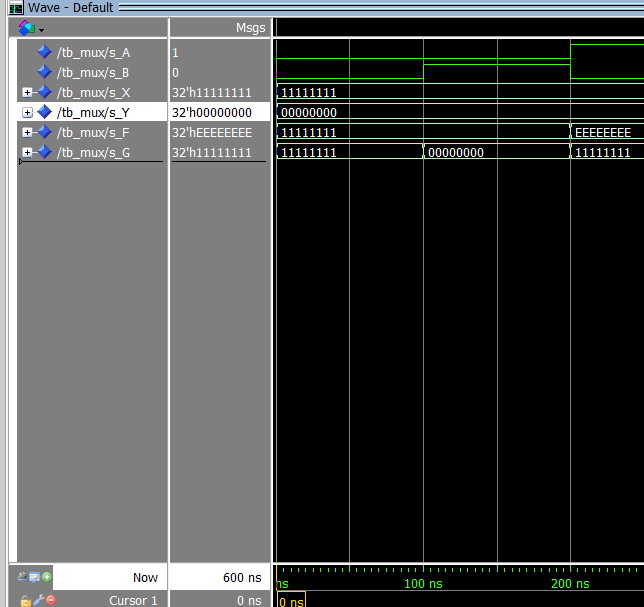 Wave - Default
Msgs
/tb_mux/s_A 1
/tb_mux/s_B 0
/tb_mux/s_X 32'h11111111 11111111
/tb_mux/s_Y 32'h00000000 00000000
/tb_mux/s_F 32'hEEEEEEEE 11111111 EEEEEEEE
/tb_mux/s_G 32'h11111111 11111111 00000000 11111111
Now 600 ns ns 100 ns 200 ns
Cursor 1 0 ns 0 ns